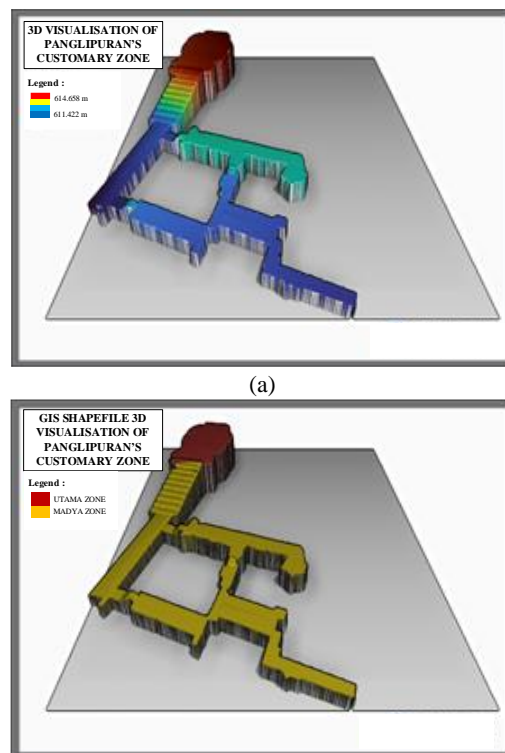 3D VISUALISATION OF
PANGLIPURAN'S
CUSTOMARY ZONE
Legend :
614.658 m
611.422 m
(a)
GIS SHAPEFILE 3D
VISUALISATION OF
PANGLIPURAN'S
CUSTOMARY ZONE
Legend :
UTAMA ZONE
MADYA ZONE